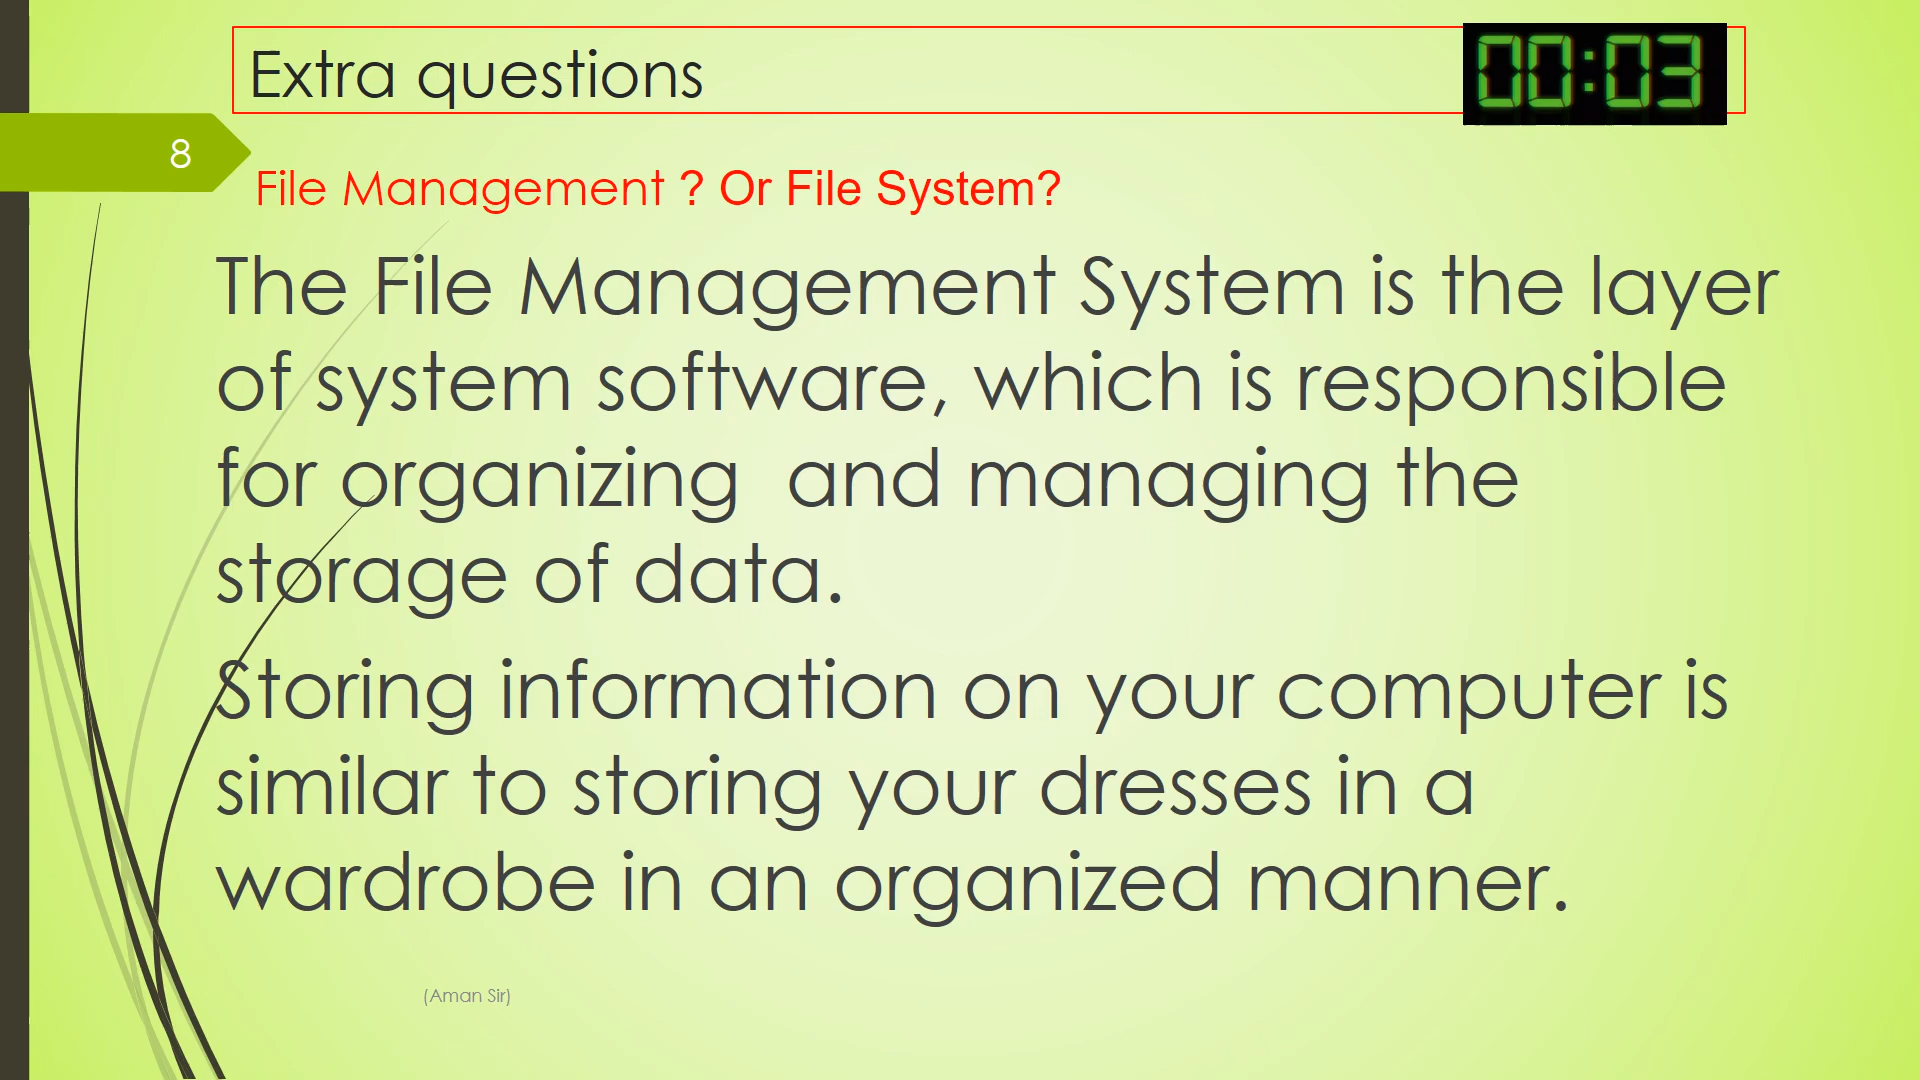 Extra questions
00:03
8
File Management ? Or File System?
The File Management System is the layer
of system software, which is responsible
for organizing  and managing the
storage of data.
Storing information on your computer is
similar to storing your dresses in a
wardrobe in an organized manner.
(Aman Sir)